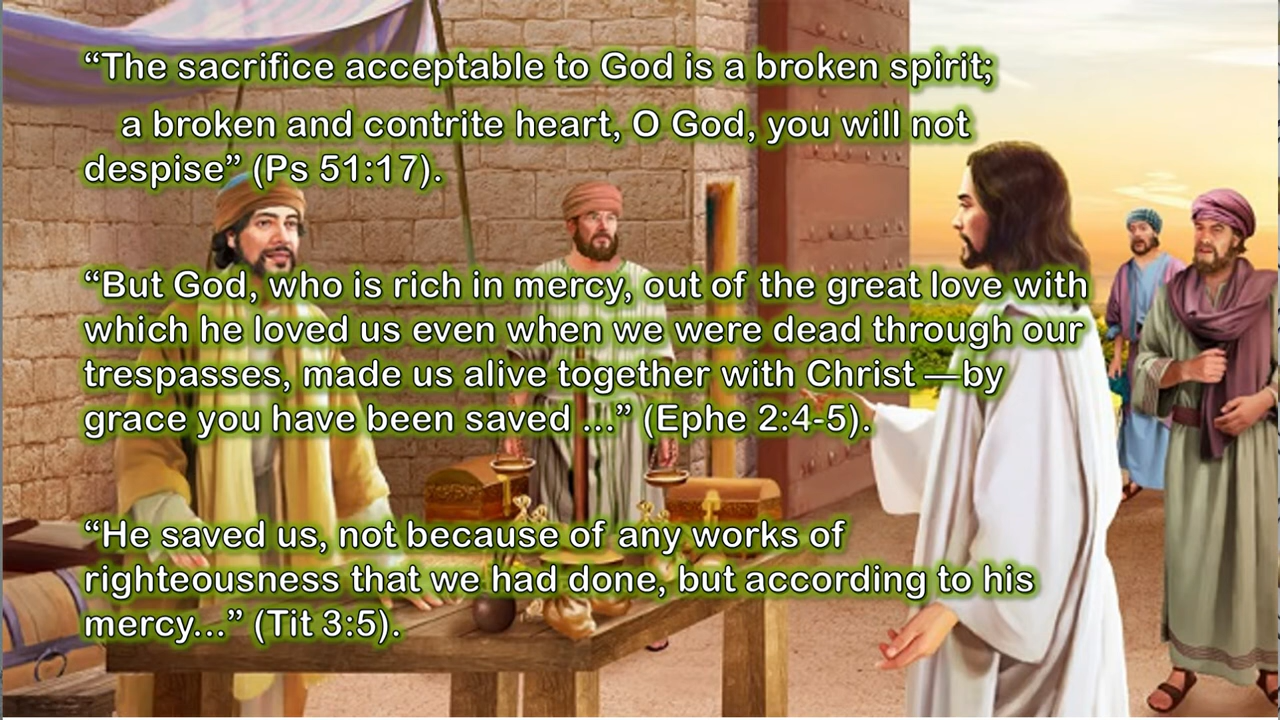 “The sacrifice acceptable to God is a broken spirit;
a broken and contrite heart, O God, you will not
despise” (Ps 51:17).
“But God, who is rich in mercy, out of the great love with
which he loved us even when we were dead through our
trespasses, made us alive together with Christ —by
grace you have been saved ...” (Ephe 2:4-5).
“He saved us, not because of any works of
righteousness that we had done, but according to his
mercy...” (Tit 3:5).